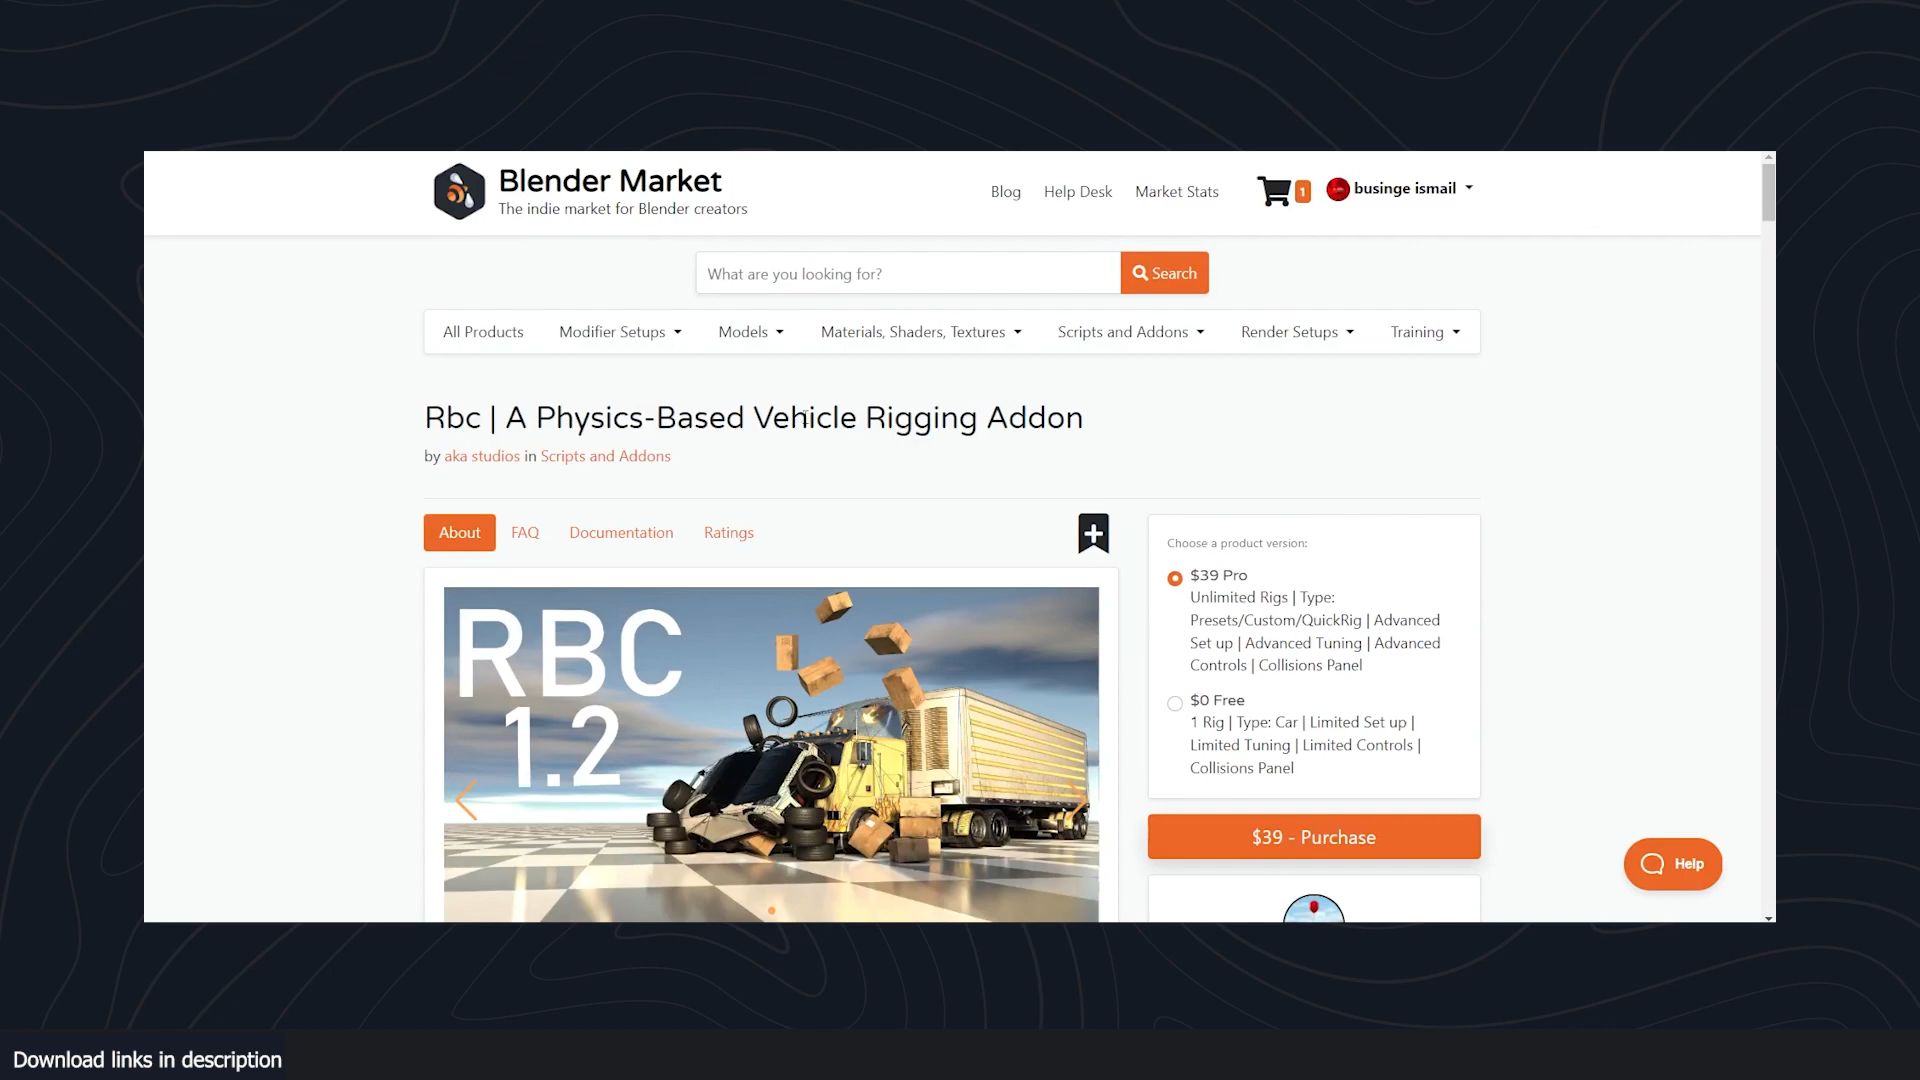 Blender Market
The indie market for Blender creators
Blog
Help Desk
Market Stats
1
businge ismail
What are you looking for?
Search
All Products
Modifier Setups
Models
Materials, Shaders, Textures
Scripts and Addons
Render Setups
Training
Rbc | A Physics-Based Vehicle Rigging Addon
by aka studios in Scripts and Addons
About
FAQ
Documentation
Ratings
RBC
1.2
Choose a product version:
$39 Pro
Unlimited Rigs | Type:
Presets/Custom/QuickRig | Advanced
Set up | Advanced Tuning | Advanced
Controls | Collisions Panel
$0 Free
1 Rig | Type: Car | Limited Set up |
Limited Tuning | Limited Controls |
Collisions Panel
$39 - Purchase
Help
Download links in description